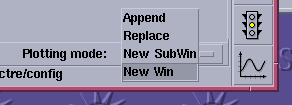 Append
Replace
Plotting mode: New SubWin
New Win
ctre/config